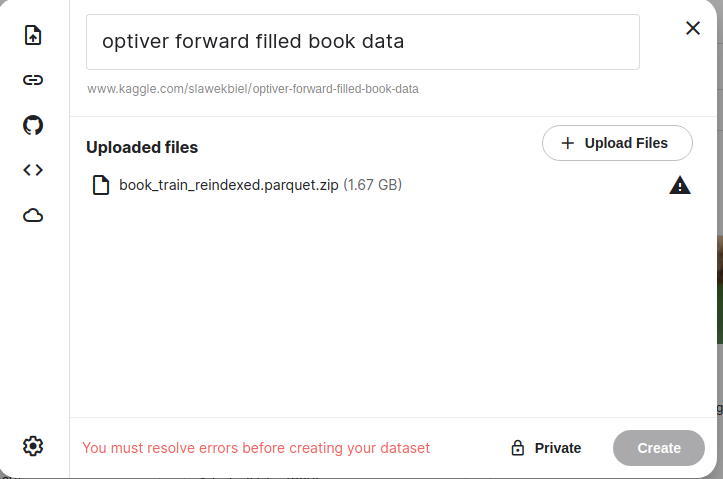 optiver forward filled book data
www.kaggle.com/slawekbiel/optiver-forward-filled-book-data
Uploaded files
+ Upload Files
book_train_reindexed.parquet.zip (1.67 GB)
You must resolve errors before creating your dataset
Private
Create